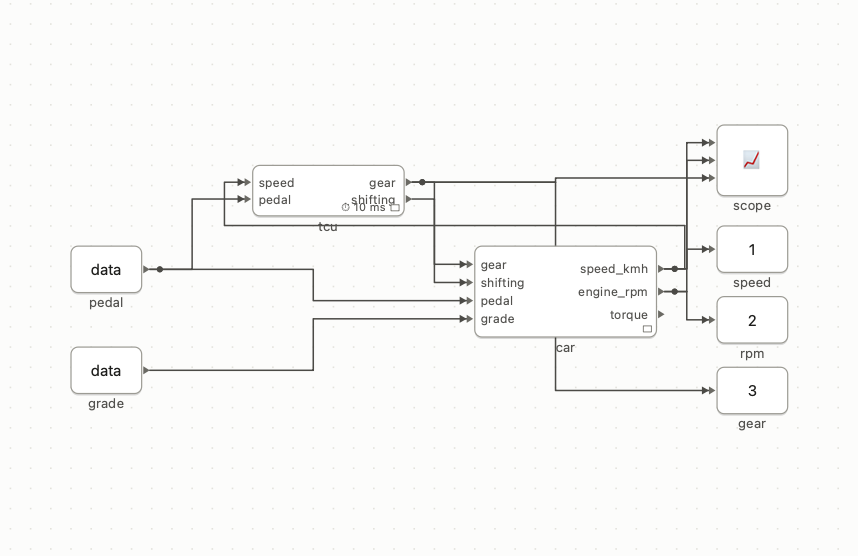 scope
speed gear
pedal shifting
10 ms
tcu
data
pedal
1
speed
gear speed_kmh
shifting engine_rpm
pedal torque
grade
car
2
rpm
data
grade
3
gear